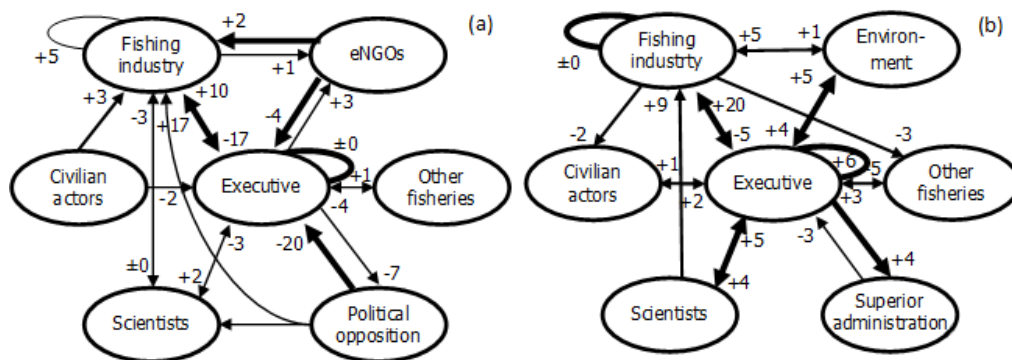 (a)
+2
Fishing
industry
eNGOs
+5
+1
+3
+10
+3
-3
+17
-4
-17
±0
Civilian
actors
Executive
+1
Other
fisheries
-2
-4
-3
-20
±0
+2
-7
Scientists
Political
opposition
(b)
Fishing
industrty
+5
+1
Environ-
ment
±0
+5
+9
+20
-2
-5
+4
-3
Civilian
actors
+1
Executive
+6
-5
Other
fisheries
+2
+3
+5
-3
+4
+4
Scientists
Superior
administration